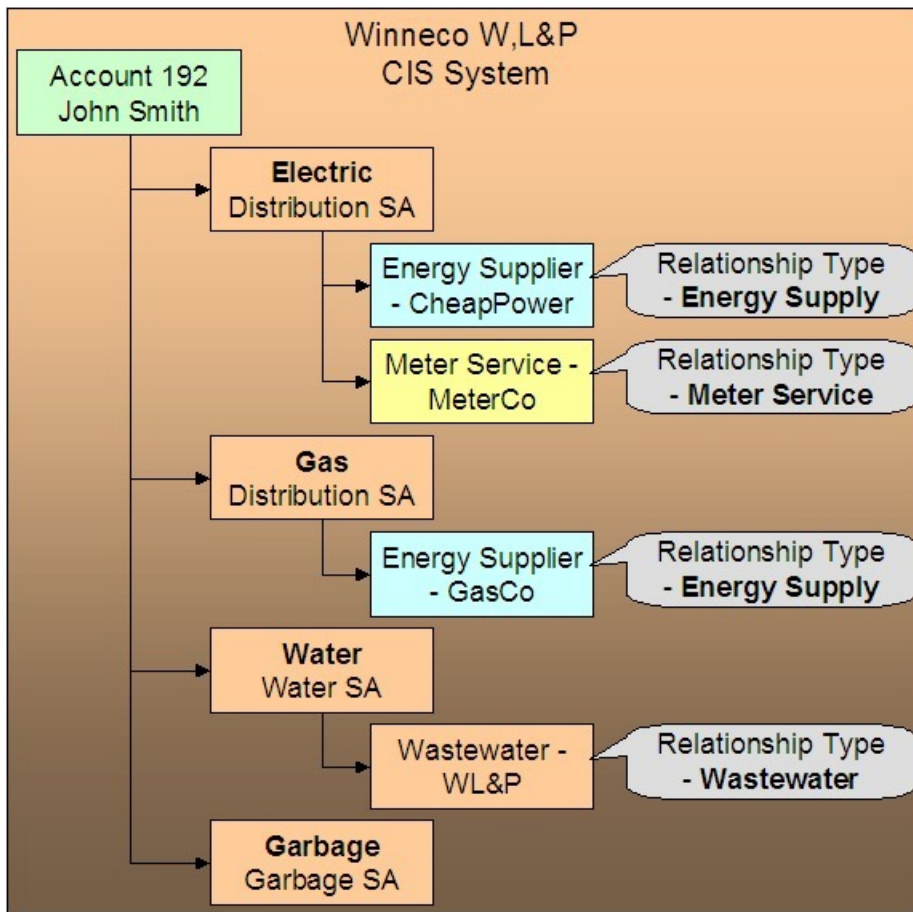 Winneco W,L&P
CIS System
Account 192
John Smith
Electric
Distribution SA
Energy Supplier
- CheapPower
Relationship Type
- Energy Supply
Meter Service -
MeterCo
Relationship Type
- Meter Service
Gas
Distribution SA
Energy Supplier
- GasCo
Relationship Type
- Energy Supply
Water
Water SA
Wastewater -
WL&P
Relationship Type
- Wastewater
Garbage
Garbage SA